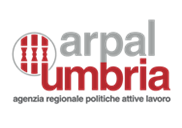 arpal
umbria
agenzia regionale politiche attive lavoro